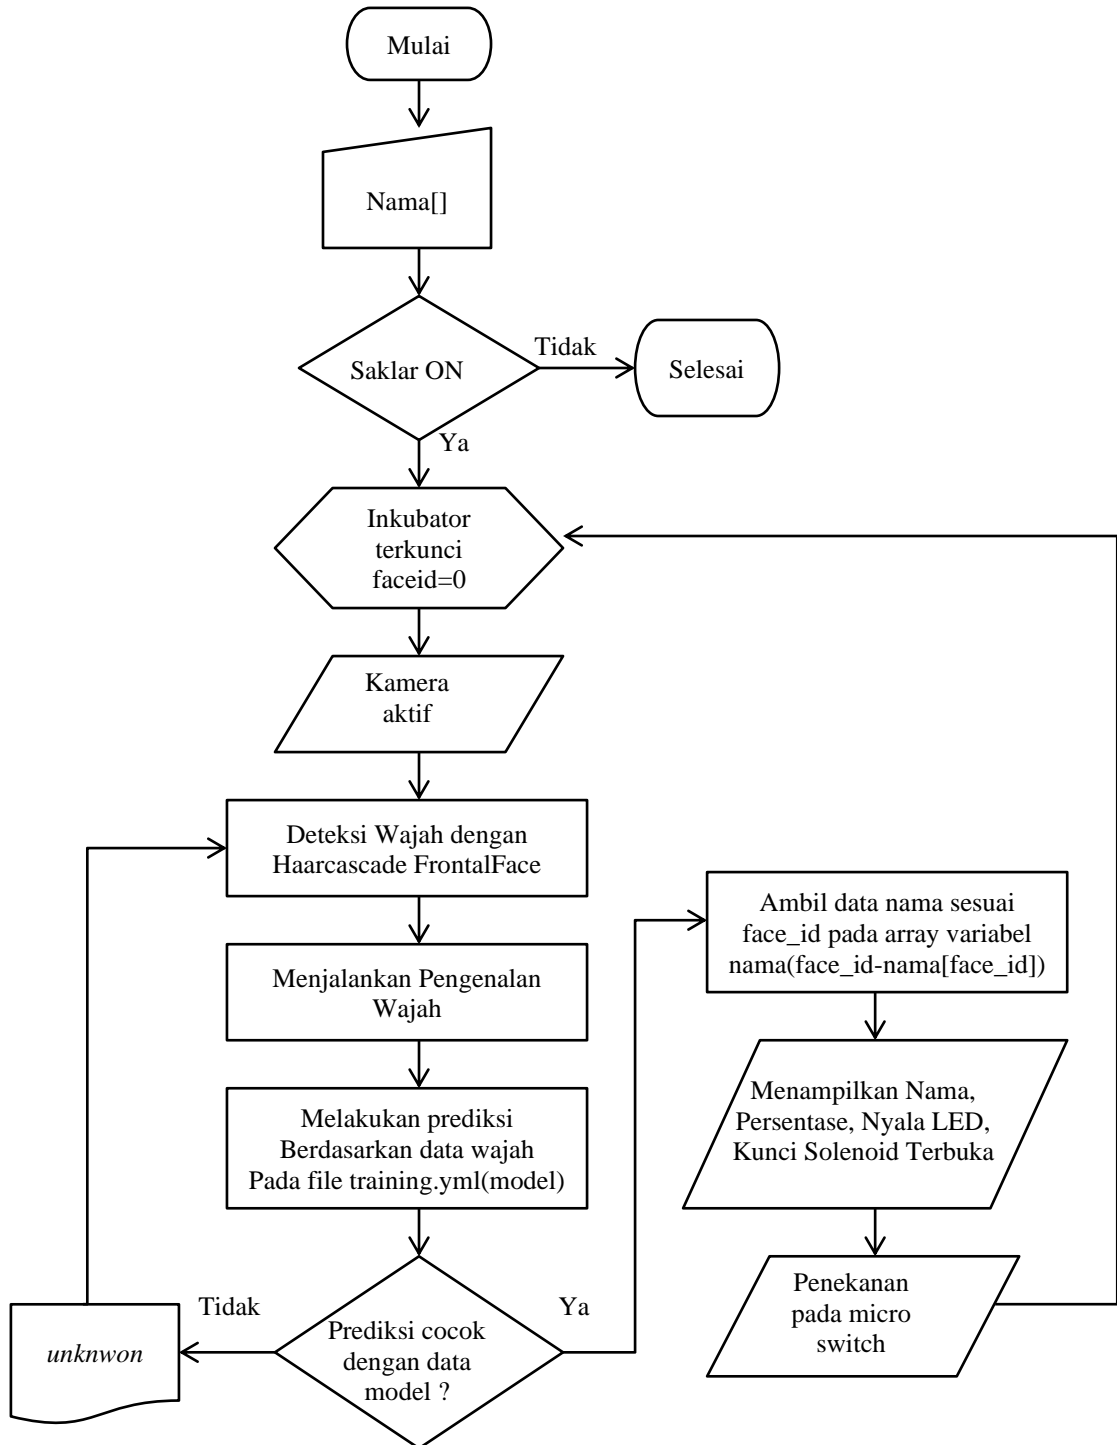 Mulai
Nama[]
Saklar ON
Tidak
Selesai
Ya
Inkubator
terkunci
faceid=0
Kamera
aktif
Deteksi Wajah dengan
Haarcascade FrontalFace
Menjalankan Pengenalan
Wajah
Melakukan prediksi
Berdasarkan data wajah
Pada file training.yml(model)
Prediksi cocok
dengan data
model ?
Tidak
unknwon
Ya
Ambil data nama sesuai
face_id pada array variabel
nama(face_id-nama[face_id])
Menampilkan Nama,
Persentase, Nyala LED,
Kunci Solenoid Terbuka
Penekanan
pada micro
switch